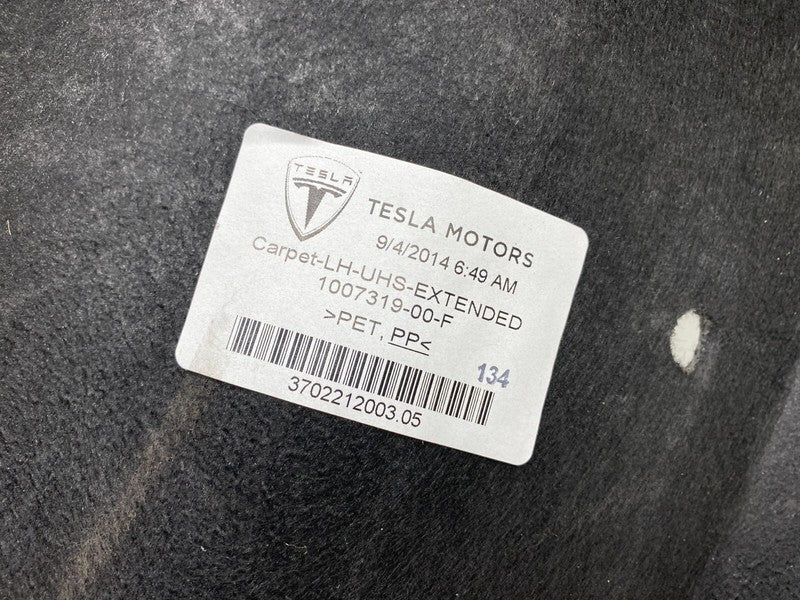 TESLA
TESLA MOTORS
9/4/2014 6:49 AM
Carpet-LH-UHS-EXTENDED
1007319-00-F
>PET, PP<
134
3702212003.05